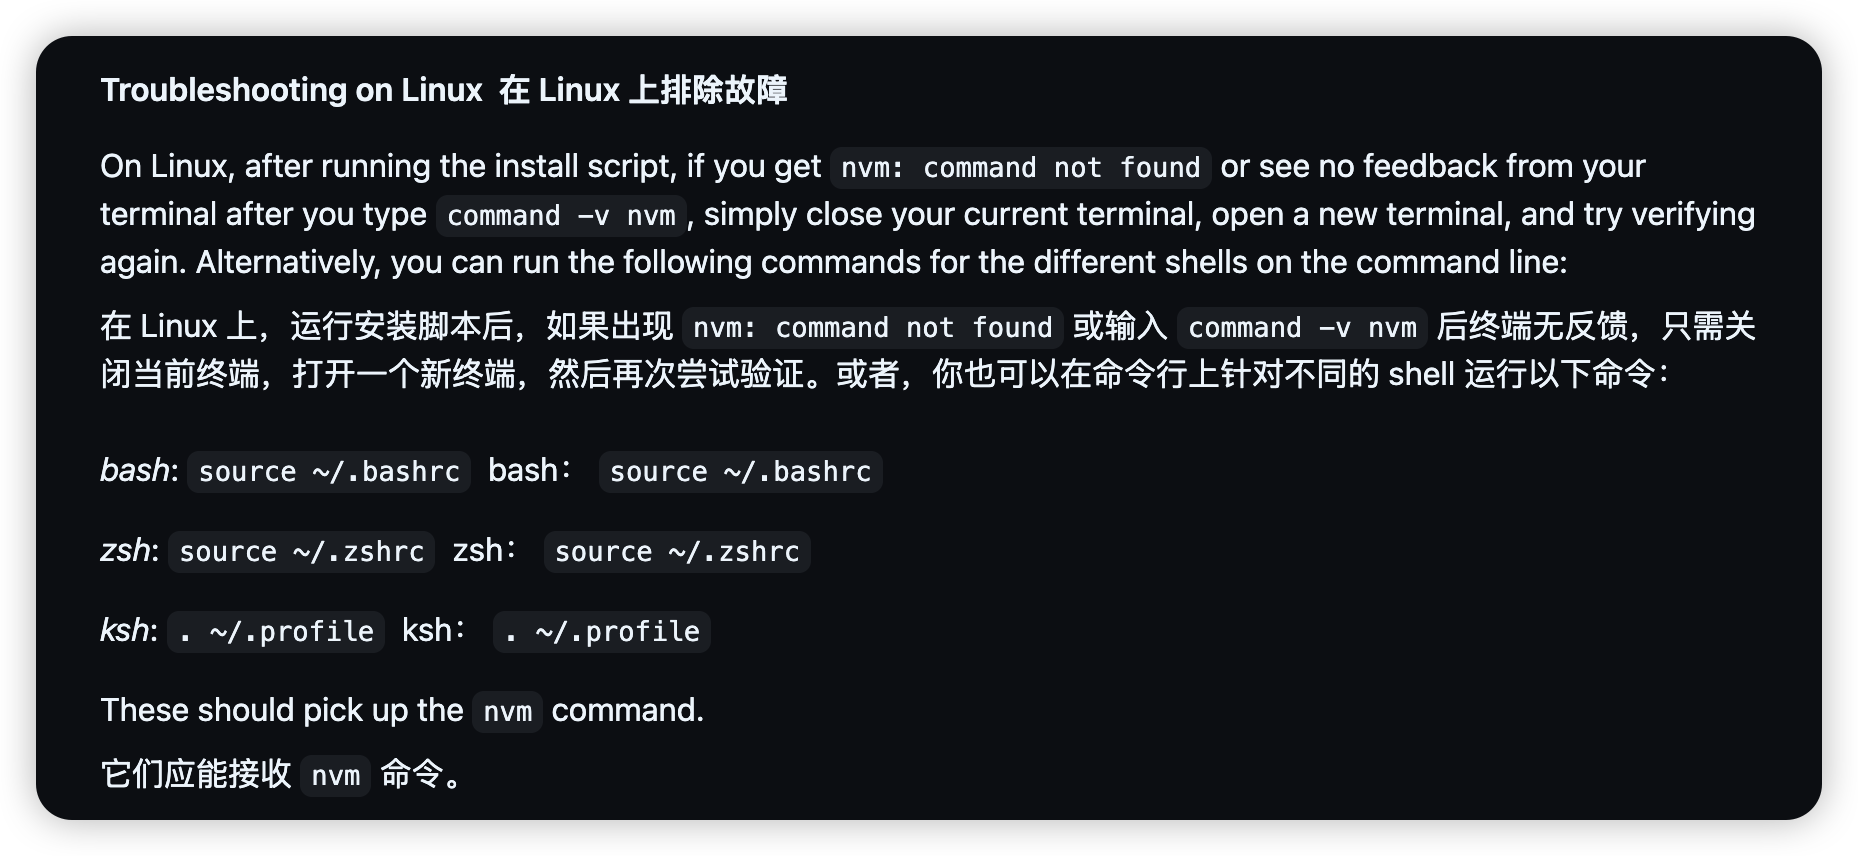 Troubleshooting on Linux 在 Linux 上排除故障
On Linux, after running the install script, if you get nvm: command not found or see no feedback from your
terminal after you type command -v nvm, simply close your current terminal, open a new terminal, and try verifying
again. Alternatively, you can run the following commands for the different shells on the command line:
在 Linux 上，运行安装脚本后，如果出现 nvm: command not found 或输入 command -v nvm 后终端无反馈，只需关
闭当前终端，打开一个新终端，然后再次尝试验证。或者，你也可以在命令行上针对不同的 shell 运行以下命令：
bash: source ~/.bashrc bash： source ~/.bashrc
zsh: source ~/.zshrc zsh： source ~/.zshrc
ksh: . ~/.profile ksh： . ~/.profile
These should pick up the nvm command.
它们应能接收 nvm 命令。